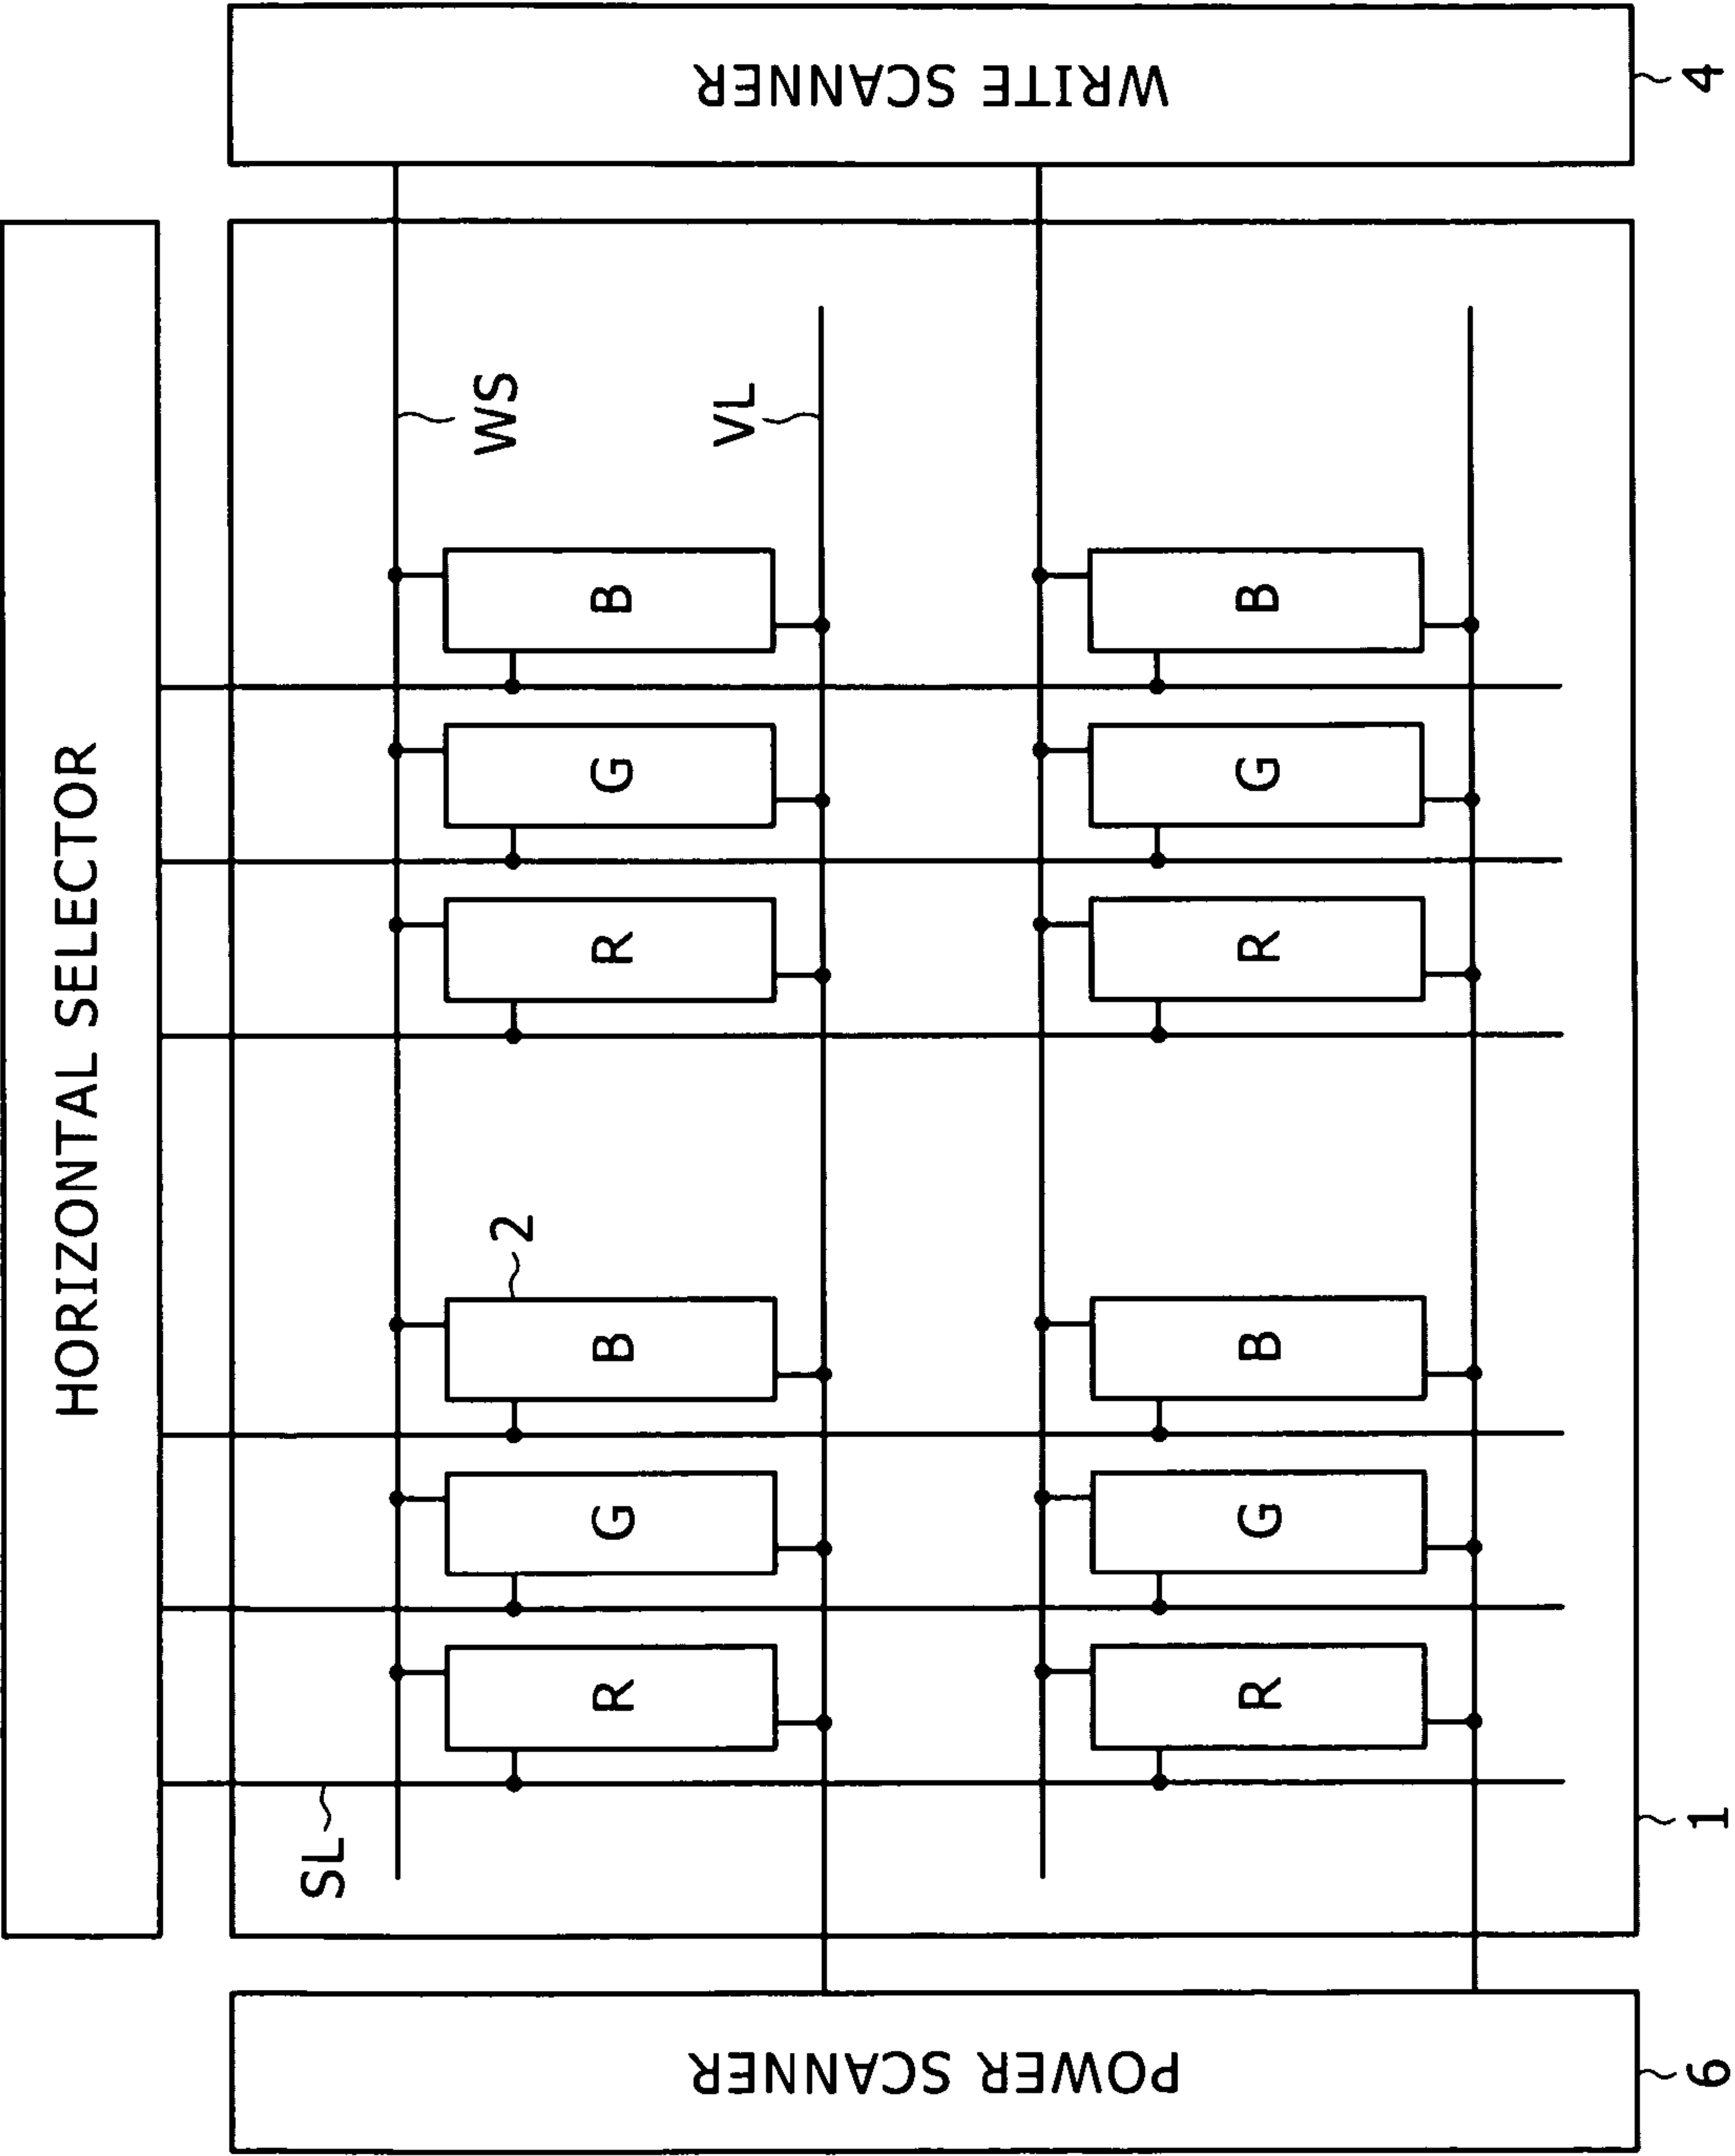 HORIZONTAL SELECTOR
SL
2
WS
R G B R G B
VL
POWER SCANNER
WRITE SCANNER
R G B R G B
6
1
4